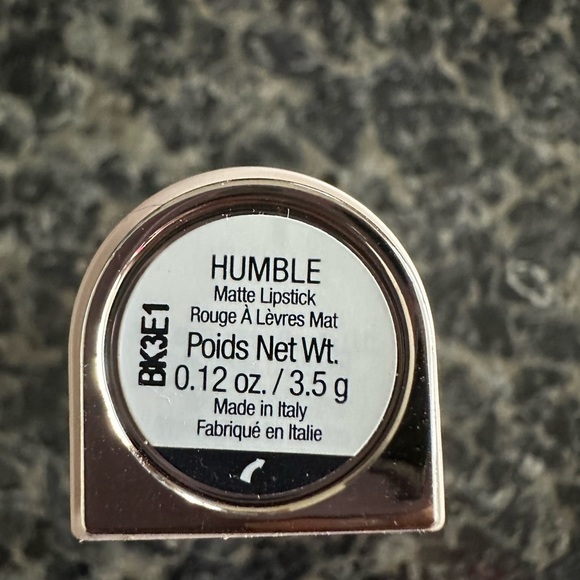 HUMBLE
Matte Lipstick
Rouge À Lèvres Mat
Poids Net Wt.
0.12 oz. / 3.5 g
Made in Italy
Fabriqué en Italie
BK3E1